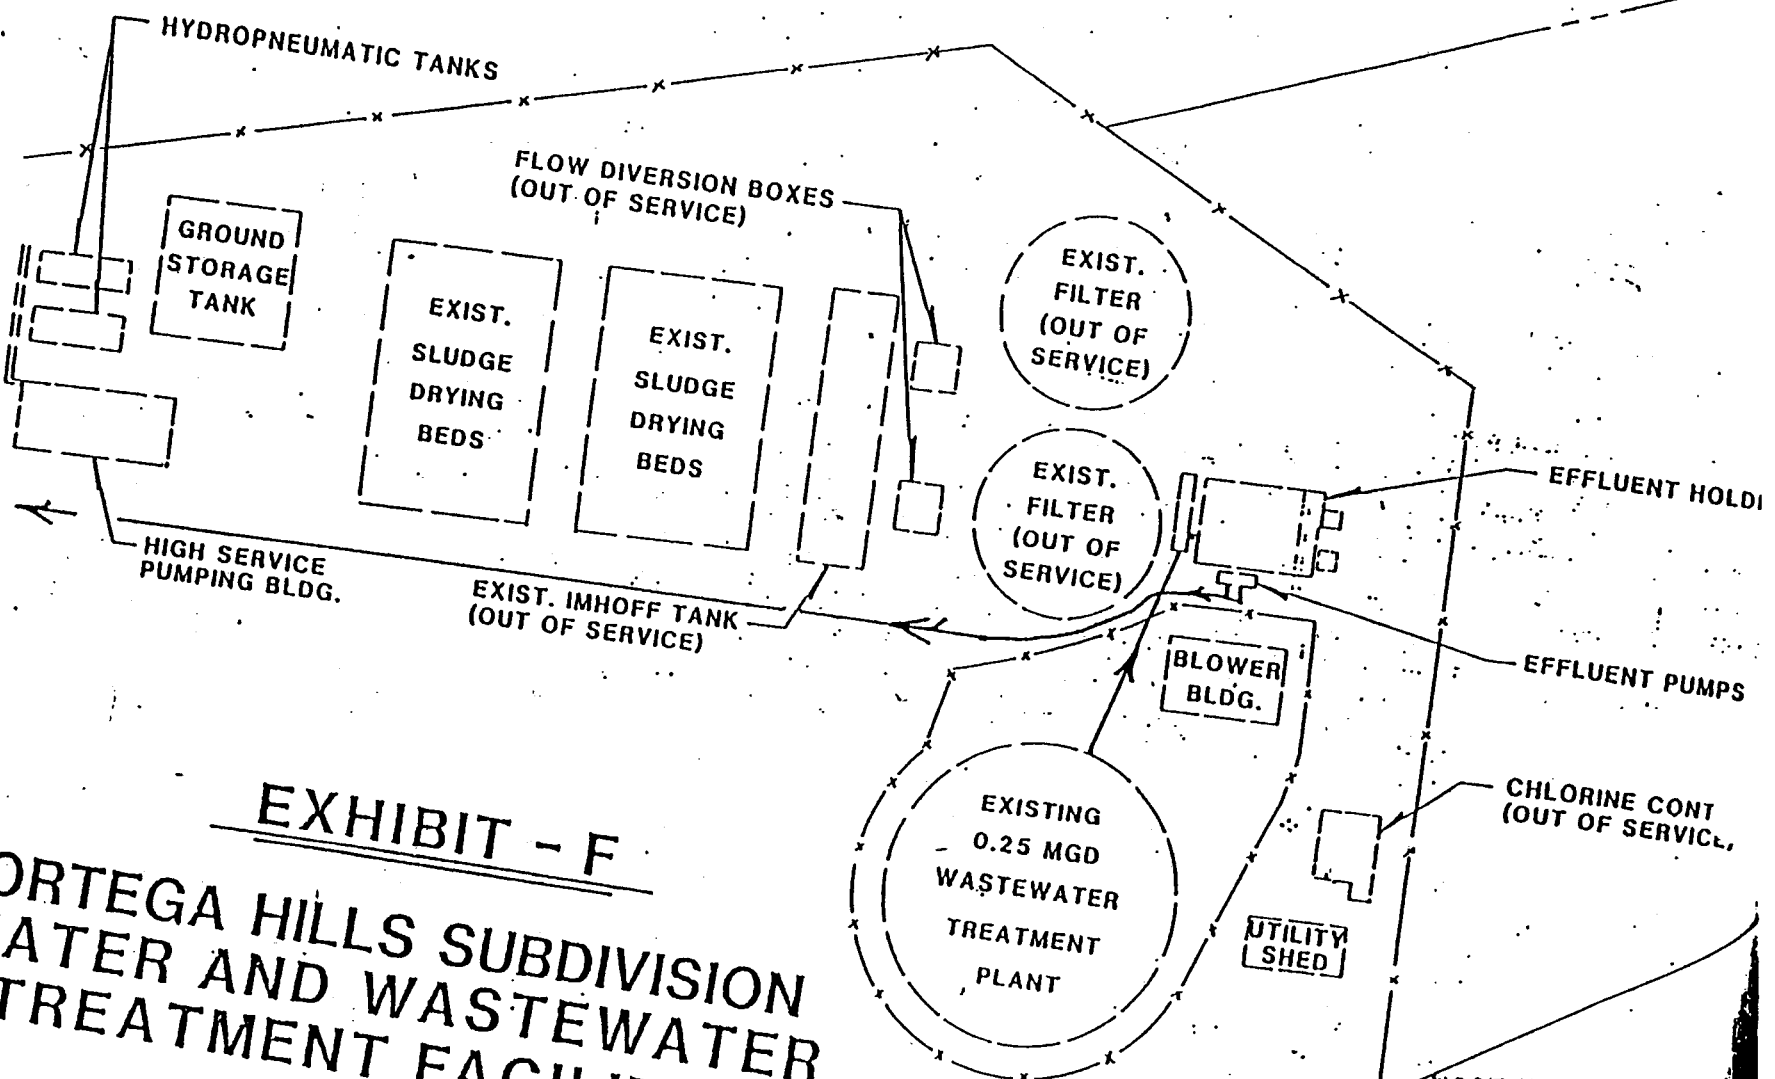 HYDROPNEUMATIC TANKS
FLOW DIVERSION BOXES
(OUT OF SERVICE)
GROUND
STORAGE
TANK
EXIST.
SLUDGE
DRYING
BEDS
EXIST.
SLUDGE
DRYING
BEDS
EXIST.
FILTER
(OUT OF
SERVICE)
EXIST.
FILTER
(OUT OF
SERVICE)
EFFLUENT HOLDI
HIGH SERVICE
PUMPING BLDG.
EXIST. IMHOFF TANK
(OUT OF SERVICE)
BLOWER
BLDG.
EFFLUENT PUMPS
CHLORINE CONT
(OUT OF SERVICE)
EXISTING
0.25 MGD
WASTEWATER
TREATMENT
PLANT
UTILITY
SHED
EXHIBIT - F
ORTEGA HILLS SUBDIVISION
ATER AND WASTEWATER
TREATMENT FACILI